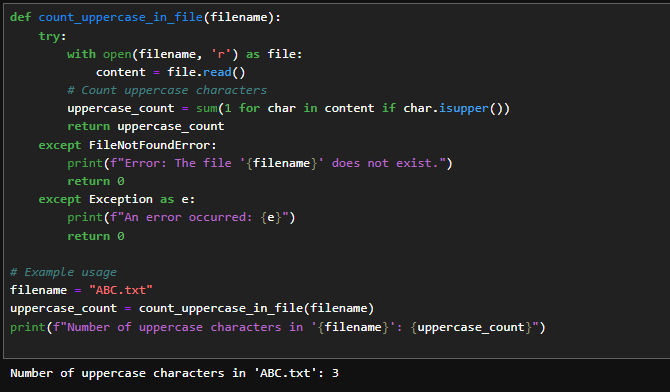 def count_uppercase_in_file(filename):
    try:
        with open(filename, 'r') as file:
            content = file.read()
        # Count uppercase characters
        uppercase_count = sum(1 for char in content if char.isupper())
        return uppercase_count
    except FileNotFoundError:
        print(f"Error: The file '{filename}' does not exist.")
        return 0
    except Exception as e:
        print(f"An error occurred: {e}")
        return 0

# Example usage
filename = "ABC.txt"
uppercase_count = count_uppercase_in_file(filename)
print(f"Number of uppercase characters in '{filename}': {uppercase_count}")
Number of uppercase characters in 'ABC.txt': 3